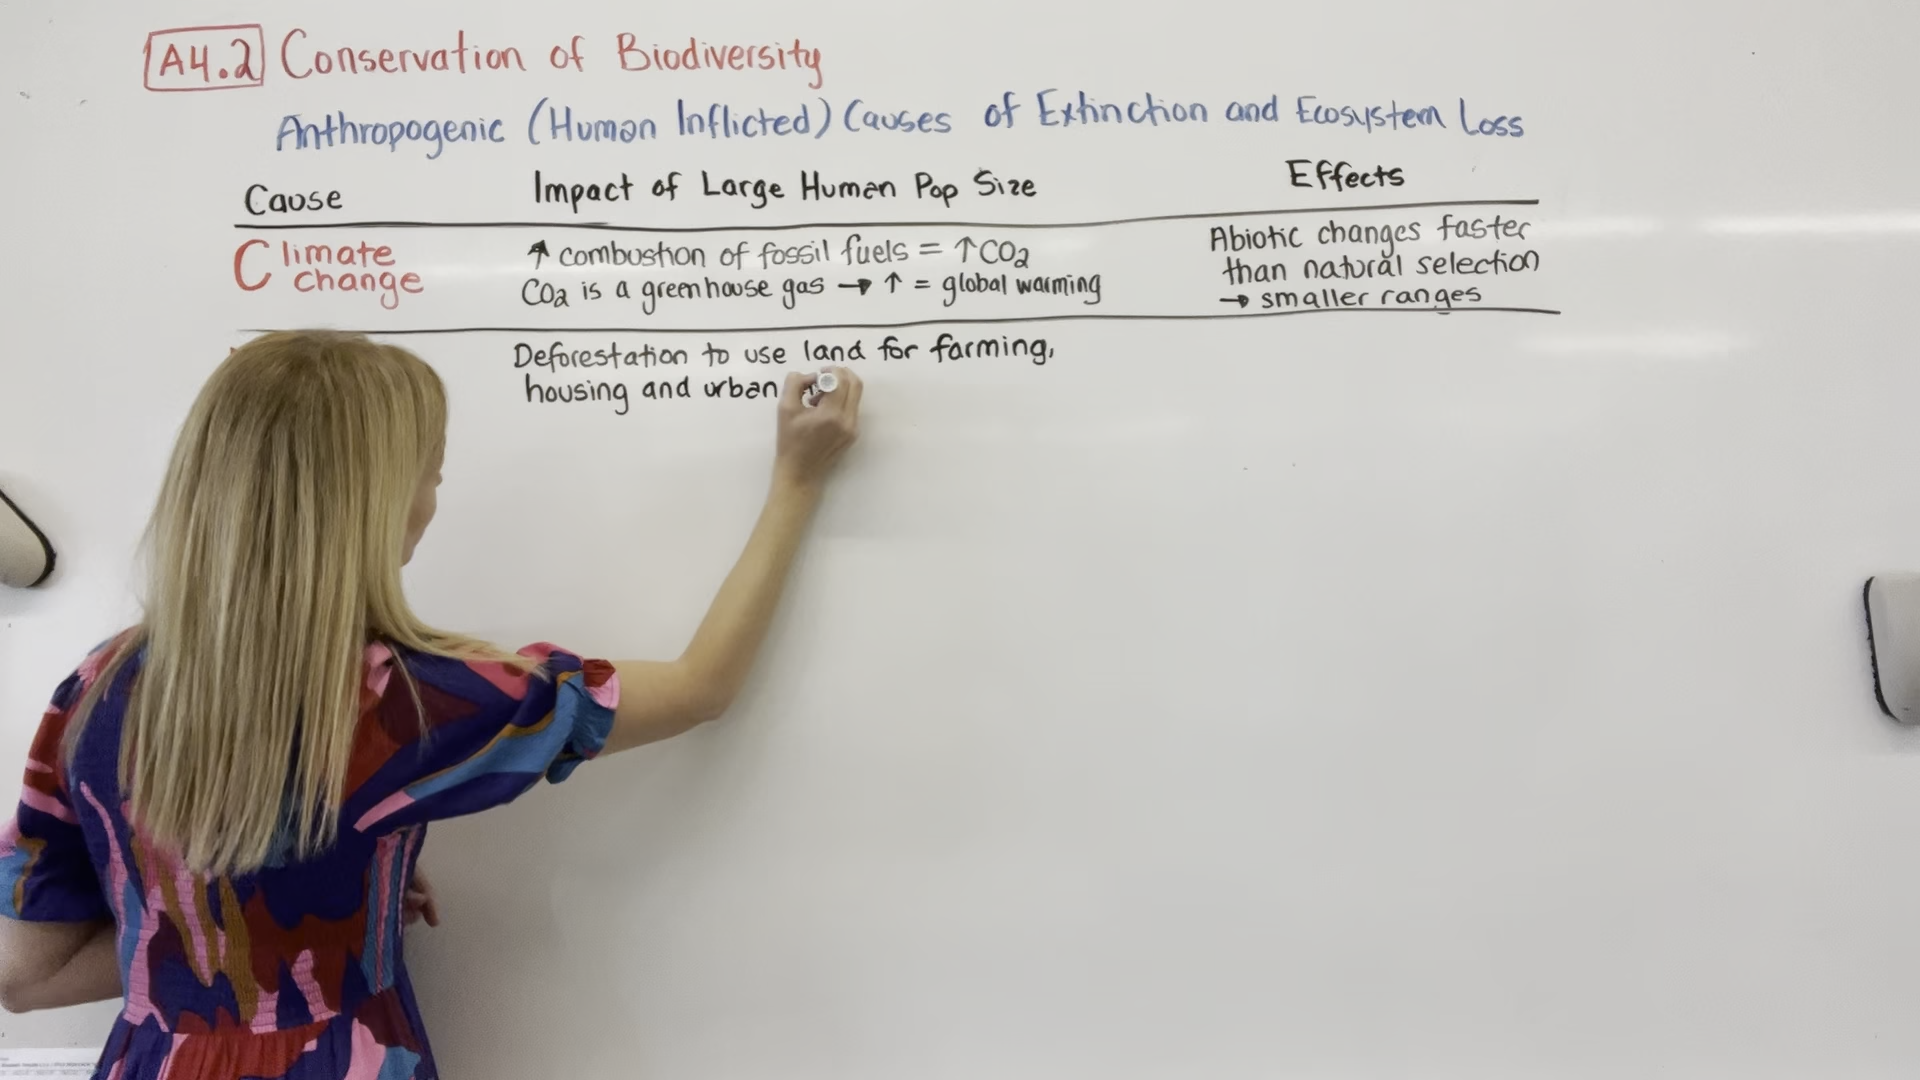 A4.2 Conservation of Biodiversity
Anthropogenic (Human Inflicted) Causes of Extinction and Ecosystem Loss
Cause Impact of Large Human Pop Size Effects
Climate change
↑ combustion of fossil fuels = ↑ CO2
CO2 is a greenhouse gas → ↑ = global warming
Abiotic changes faster
than natural selection
→ smaller ranges
Deforestation to use land for farming,
housing and urban